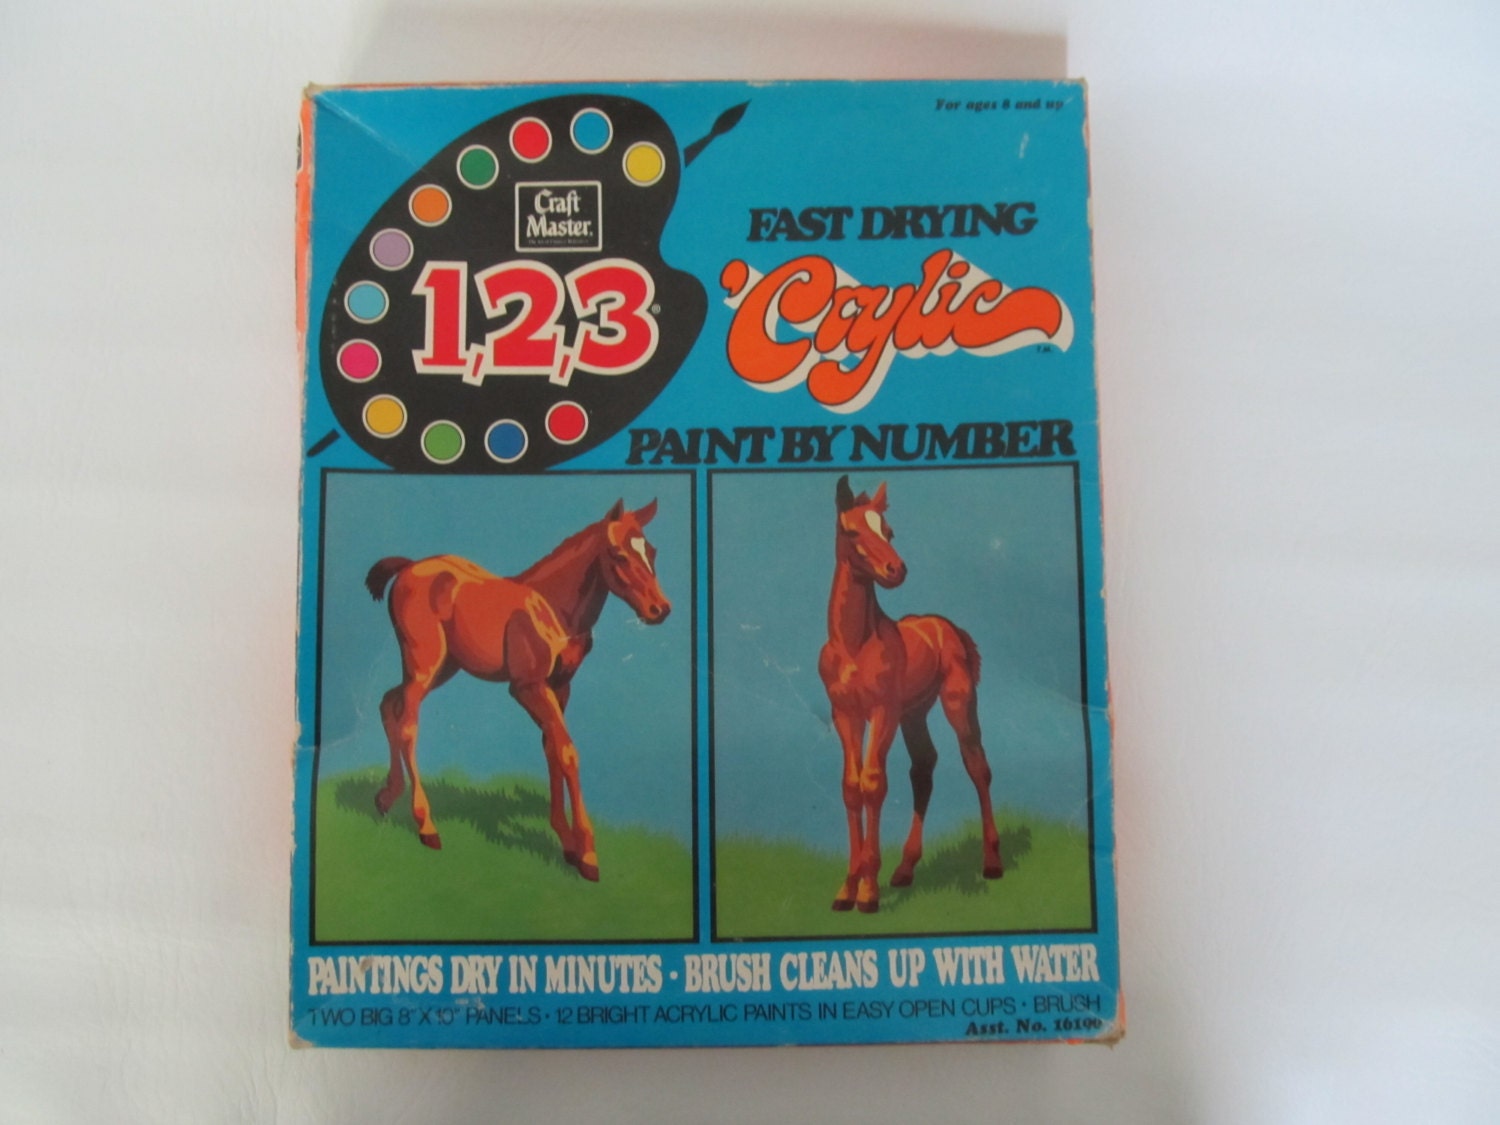 For ages 8 and up
Craft
Master.
1,2,3®
FAST DRYING
'Crylic
T.M.
PAINT BY NUMBER
PAINTINGS DRY IN MINUTES • BRUSH CLEANS UP WITH WATER
TWO BIG 8" X 10" PANELS • 12 BRIGHT ACRYLIC PAINTS IN EASY OPEN CUPS • BRUSH
Asst. No. 16100